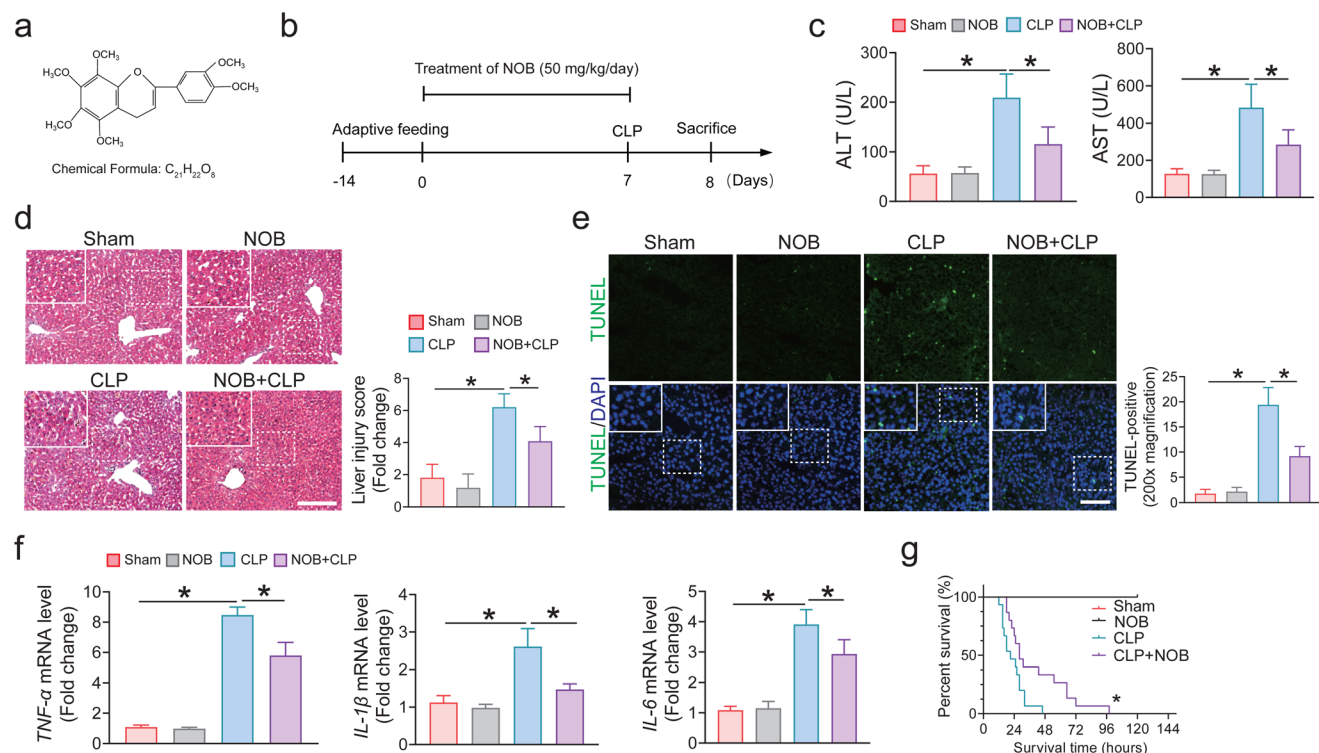 a
OCH₃
H₃CO
H₃CO
OCH₃
O
OCH₃
OCH₃
Chemical Formula: C₂₁H₂₂O₈
b
Treatment of NOB (50 mg/kg/day)
Adaptive feeding
CLP
Sacrifice
-14
0
7
8
(Days)
c
Sham NOB CLP NOB+CLP
ALT (U/L)
300
200
100
0
*
*
AST (U/L)
800
600
400
200
0
*
*
d
Sham
NOB
CLP
NOB+CLP
Sham NOB
CLP NOB+CLP
Liver injury score
(Fold change)
8
6
4
2
0
*
*
e
Sham
NOB
CLP
NOB+CLP
TUNEL
TUNEL/DAPI
TUNEL-positive
(200x magnification)
25
20
15
10
5
0
*
*
f
Sham NOB CLP NOB+CLP
TNF-α mRNA level
(Fold change)
10
8
6
4
2
0
*
*
IL-1β mRNA level
(Fold change)
4
3
2
1
0
*
*
IL-6 mRNA level
(Fold change)
5
4
3
2
1
0
*
*
g
Percent survival (%)
100
50
0
Sham
NOB
CLP
CLP+NOB
*
0 24 48 72 96 120 144
Survival time (hours)